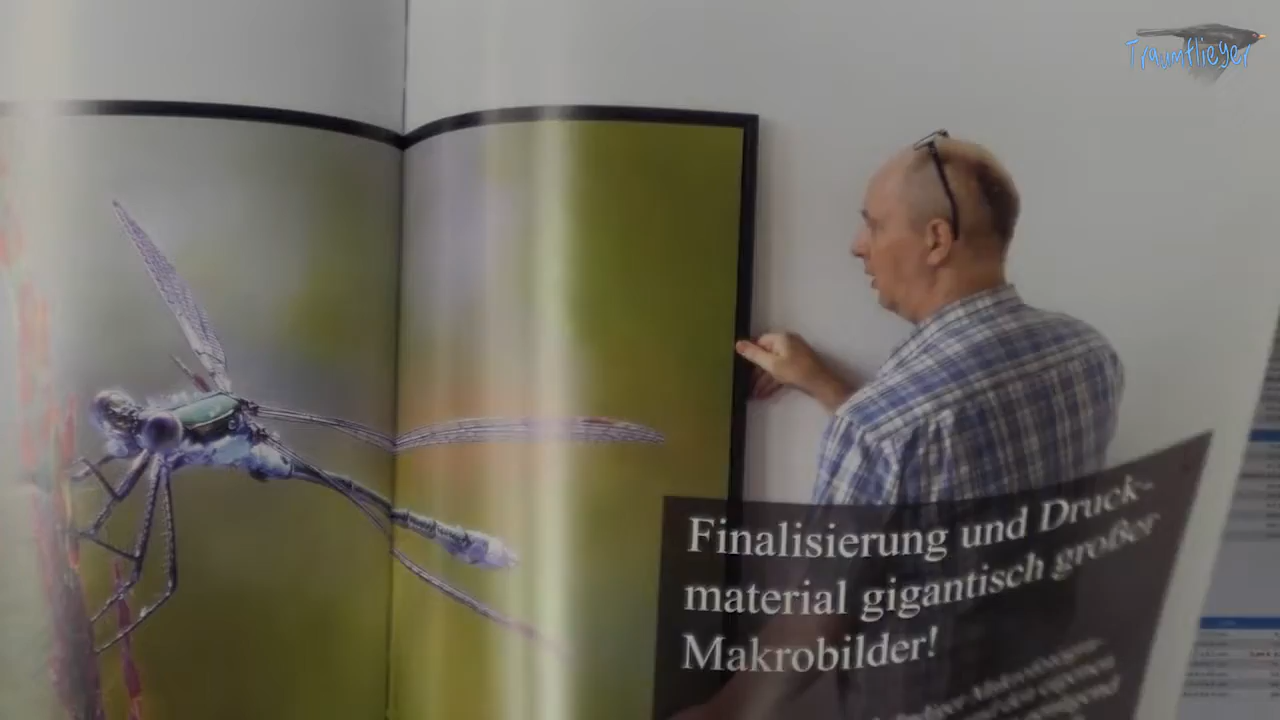 Traumflieger
Finalisierung und Druck-
material gigantisch großer
Makrobilder!